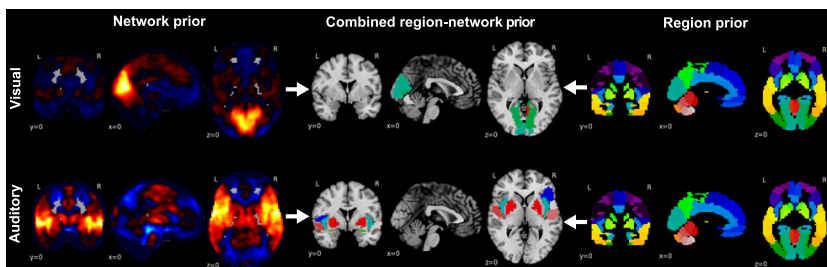 Network prior
Combined region-network prior
Region prior
Visual
L R
y=0 x=0 z=0
L R
y=0 x=0 z=0
L R
y=0 x=0 z=0
Auditory
L R
y=0 x=0 z=0
L R
y=0 x=0 z=0
L R
y=0 x=0 z=0